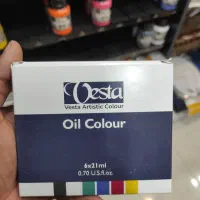 Vesta
Vesta Artistic Colour
Oil Colour
6x21ml
0.70 U.S.fl.oz.